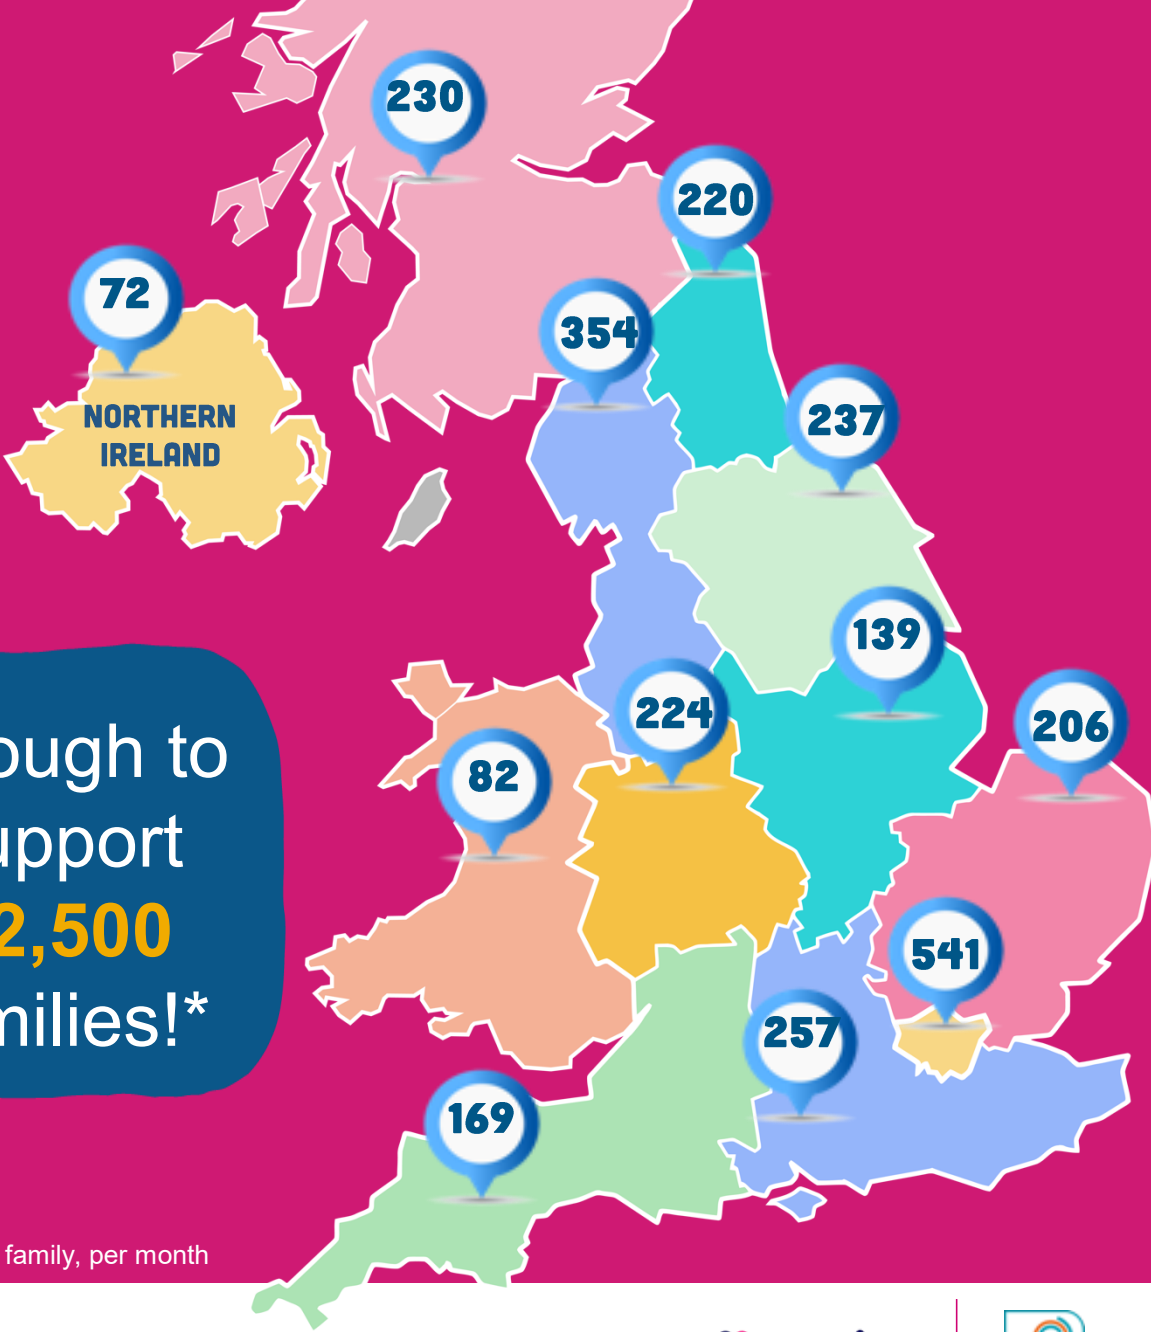 230
220
72
354
237
NORTHERN
IRELAND
139
224
206
82
ough to
upport
2,500
milies!*
541
257
169
family, per month